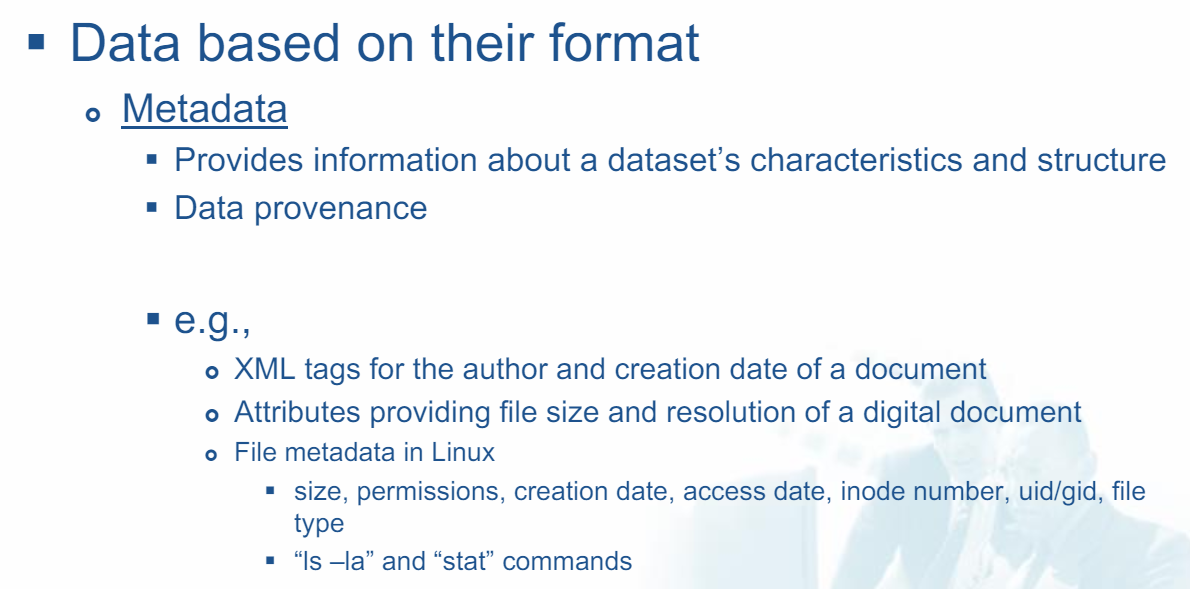 Data based on their format
Metadata
Provides information about a dataset’s characteristics and structure
Data provenance
e.g.,
XML tags for the author and creation date of a document
Attributes providing file size and resolution of a digital document
File metadata in Linux
size, permissions, creation date, access date, inode number, uid/gid, file
type
“ls –la” and “stat” commands